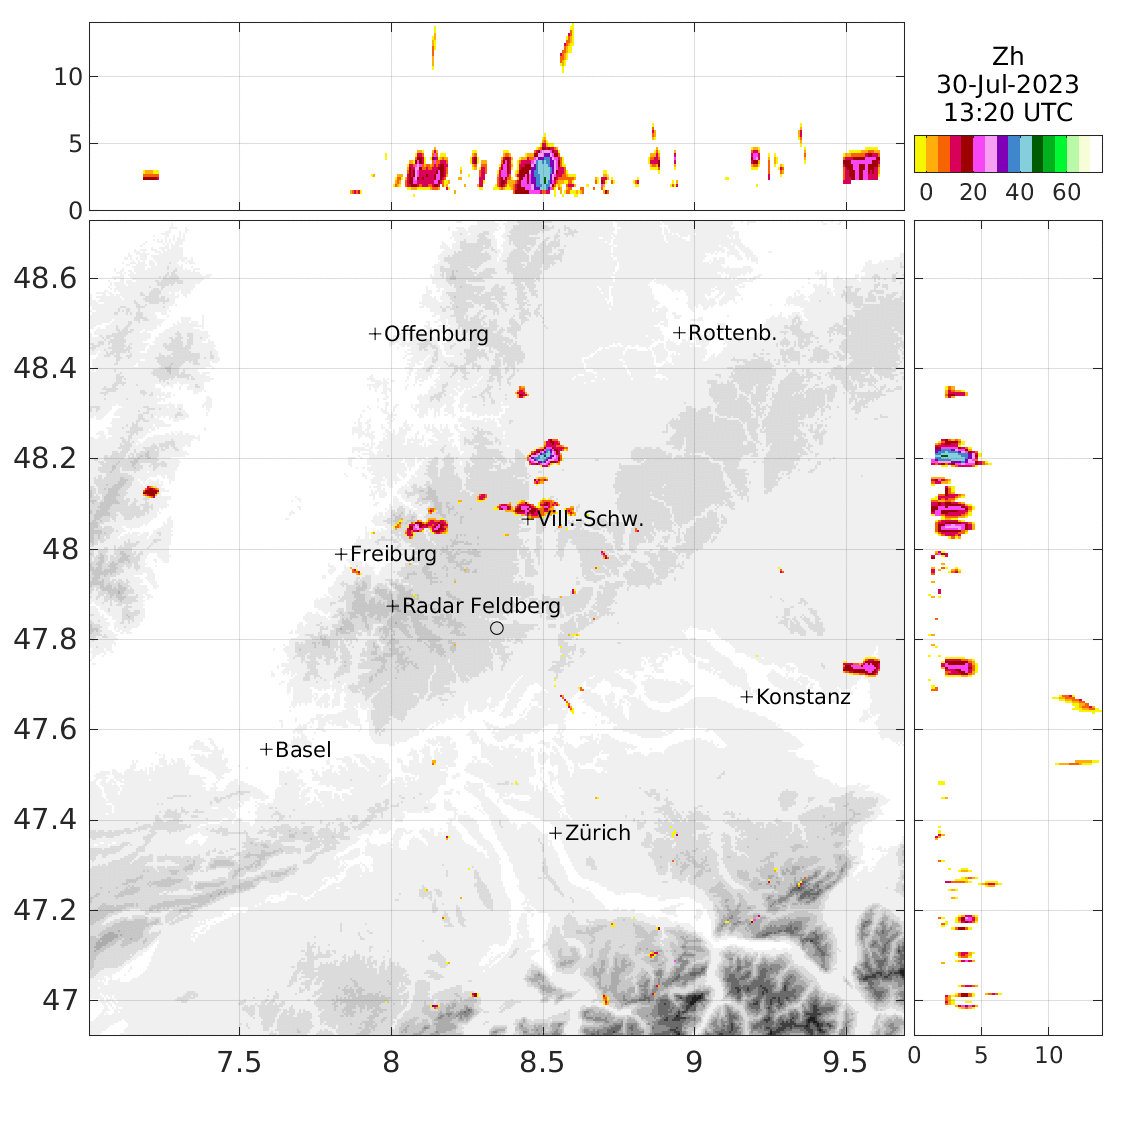 10
5
0
Zh
30-Jul-2023
13:20 UTC
0 20 40 60
48.6
48.4
48.2
48
47.8
47.6
47.4
47.2
47
Offenburg
Rottenb.
Vill.-Schw.
Freiburg
Radar Feldberg
Konstanz
Basel
Zürich
7.5 8 8.5 9 9.5
0 5 10